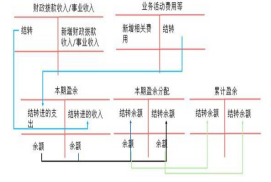 财政拨款收入/事业收入
业务活动费用等
结转
新增财政拨款
收入/事业收入
新增相关费
用
结转
本期盈余
本期盈余分配
累计盈余
结转进的支
出
结转进的收入
结转余额
结转余额
结转余额
结转余额
余额
余额
余额
余额